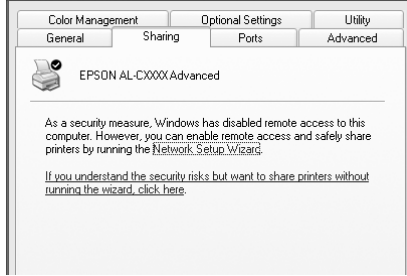 Color Management Optional Settings Utility
General Sharing Ports Advanced
EPSON AL-CXXXX Advanced
As a security measure, Windows has disabled remote access to this
computer. However, you can enable remote access and safely share
printers by running the Network Setup Wizard.
If you understand the security risks but want to share printers without
running the wizard, click here.